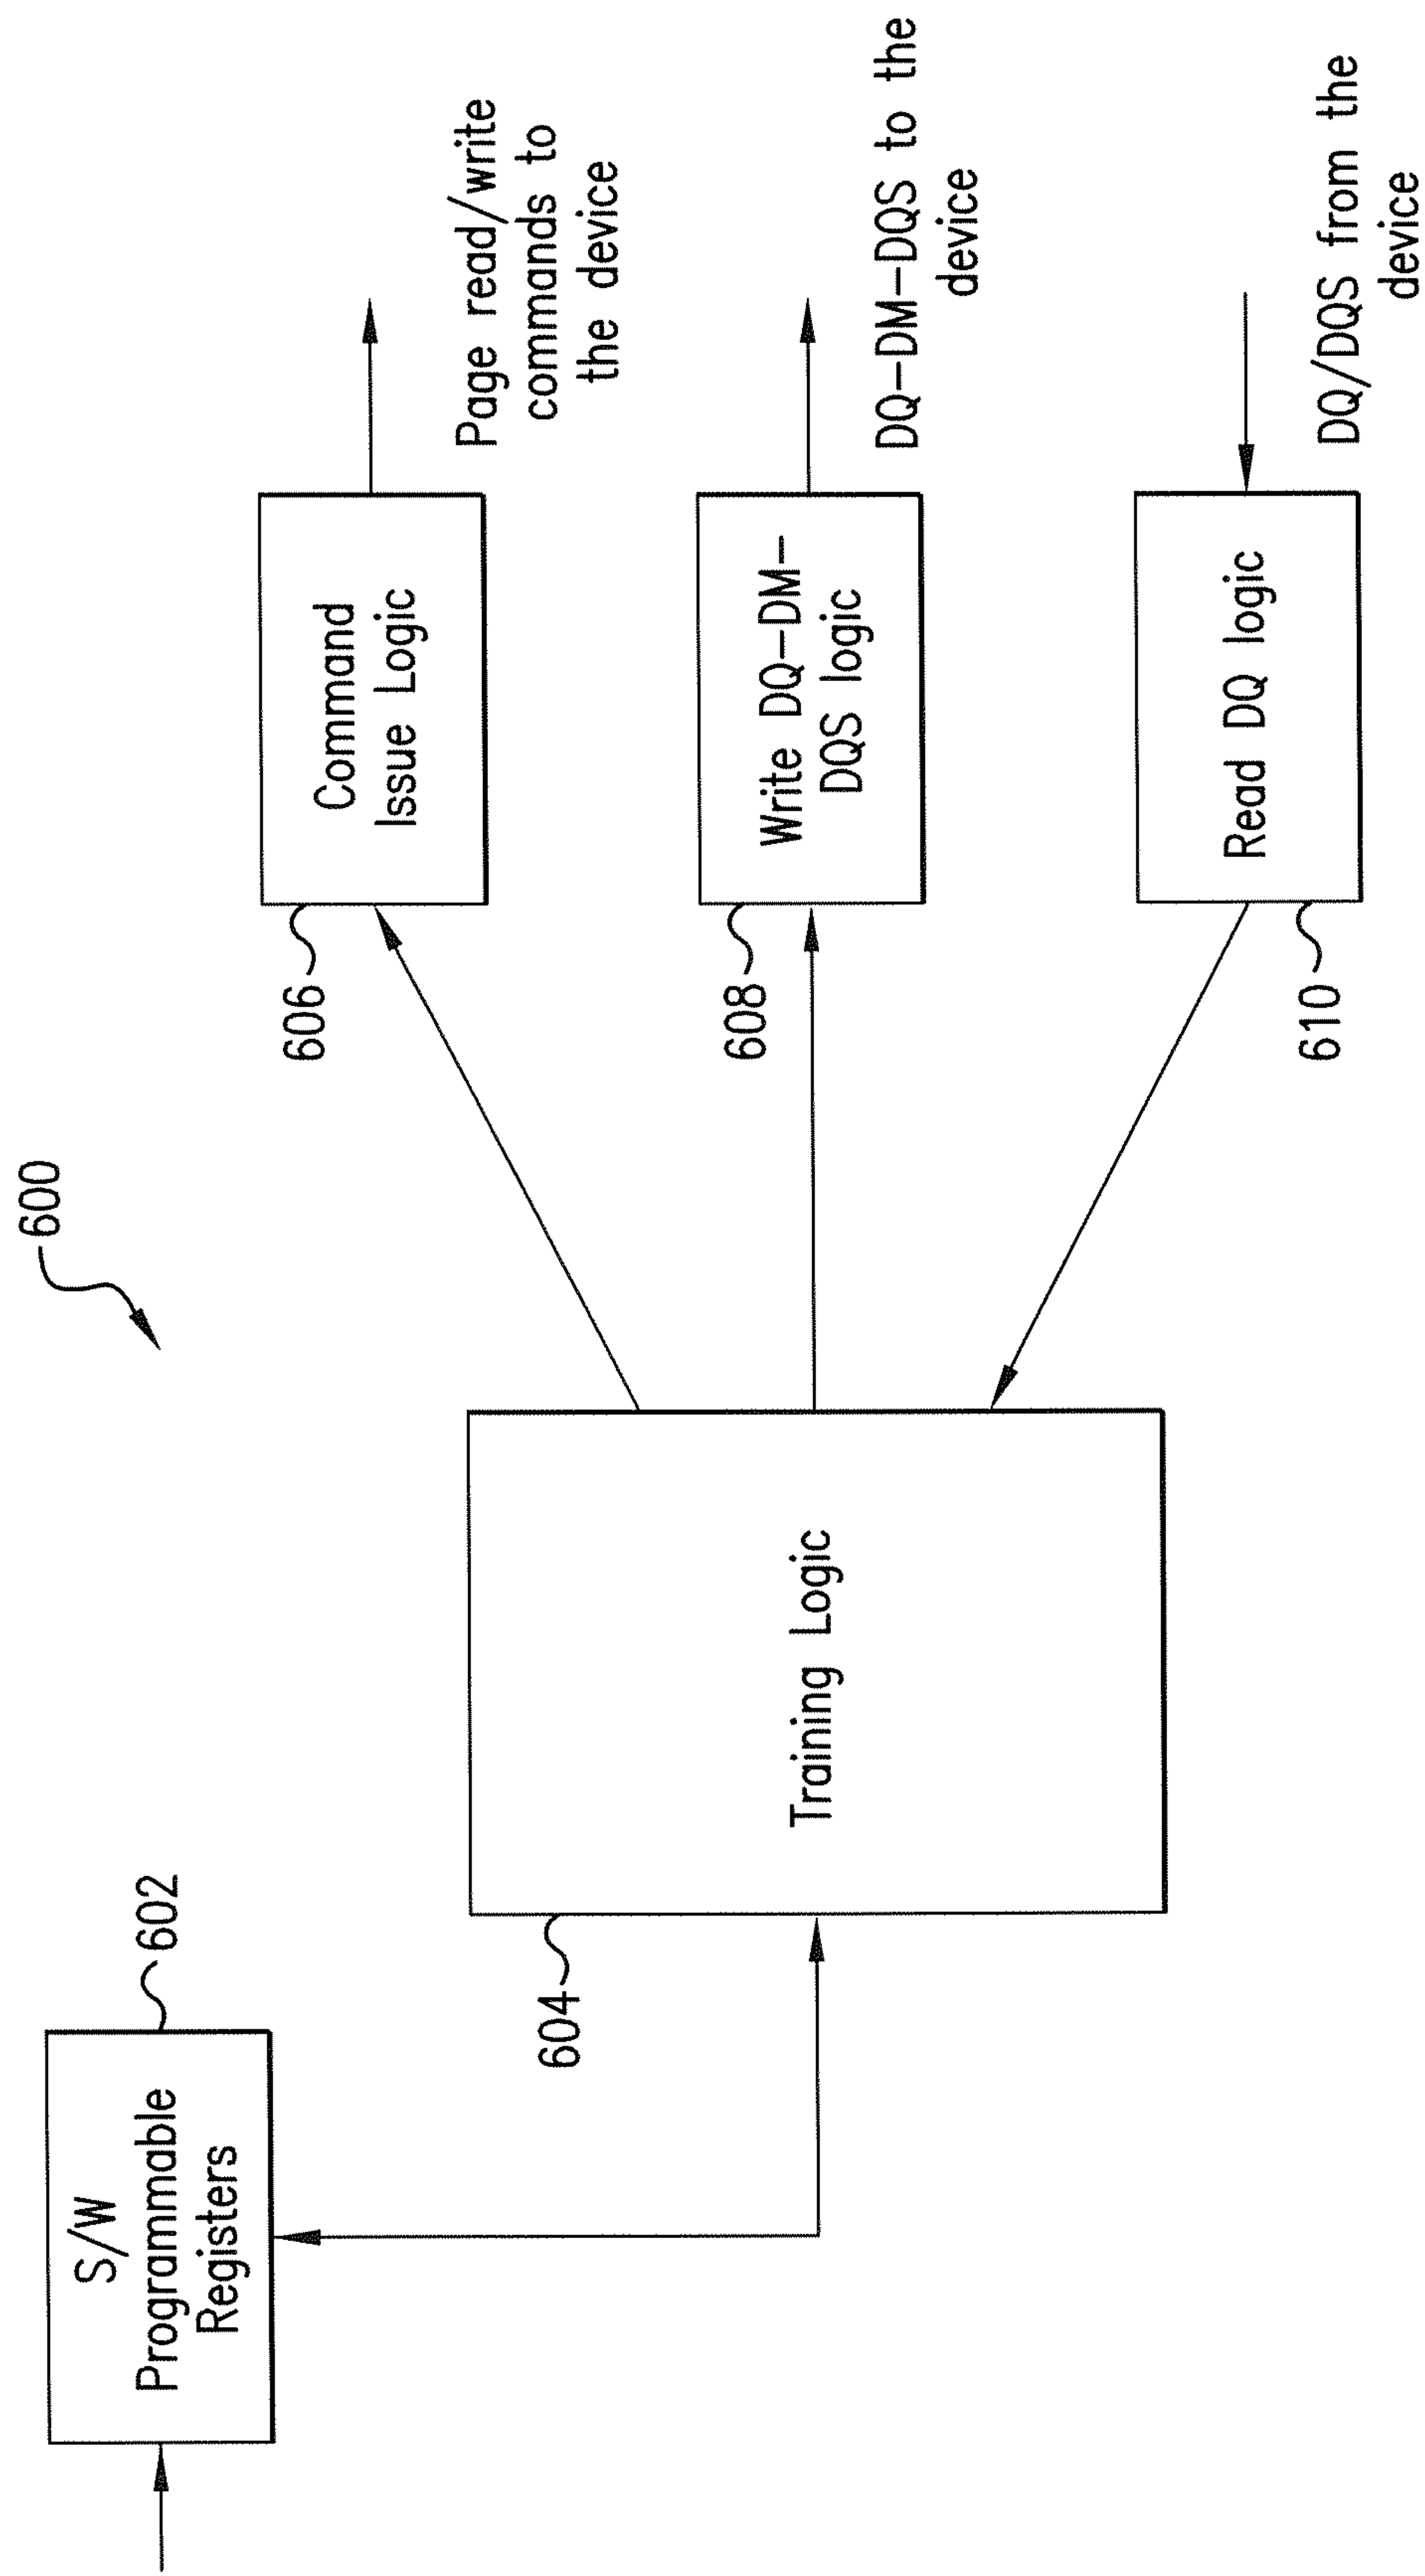 600
S/W
Programmable
Registers
602
604
Training Logic
606
Command
Issue Logic
Page read/write
commands to
the device
608
Write DQ-DM-
DQS logic
DQ-DM-DQS to the
device
610
Read DQ logic
DQ/DQS from the
device